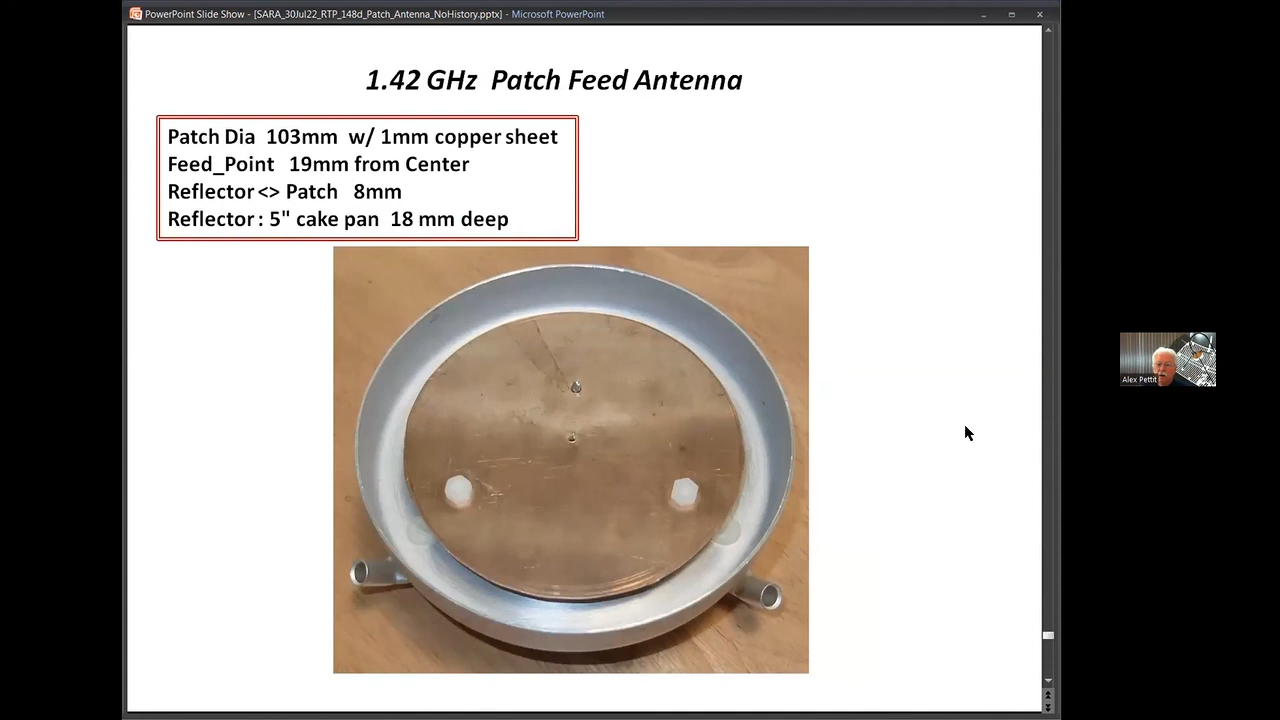 PowerPoint Slide Show - [SARA_30Jul22_RTP_148d_Patch_Antenna_NoHistory.pptx] - Microsoft PowerPoint
1.42 GHz Patch Feed Antenna
Patch Dia 103mm w/ 1mm copper sheet
Feed_Point 19mm from Center
Reflector <> Patch 8mm
Reflector : 5" cake pan 18 mm deep
Alex Pettit